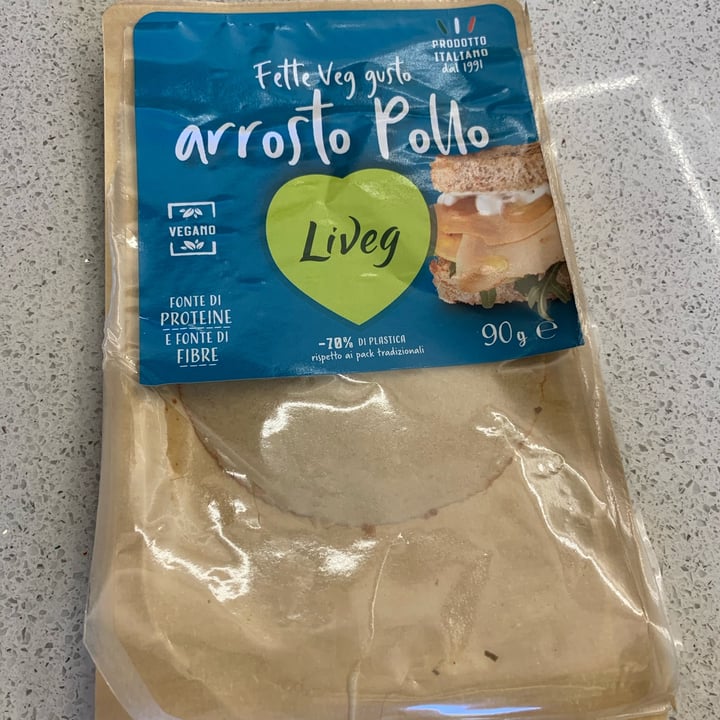 PRODOTTO
ITALIANO
dal 1991
Fette Veg gusto
arrosto Pollo
Liveg
VEGANO
FONTE DI
PROTEINE
E FONTE DI
FIBRE
-70% DI PLASTICA
rispetto ai pack tradizionali
90g e